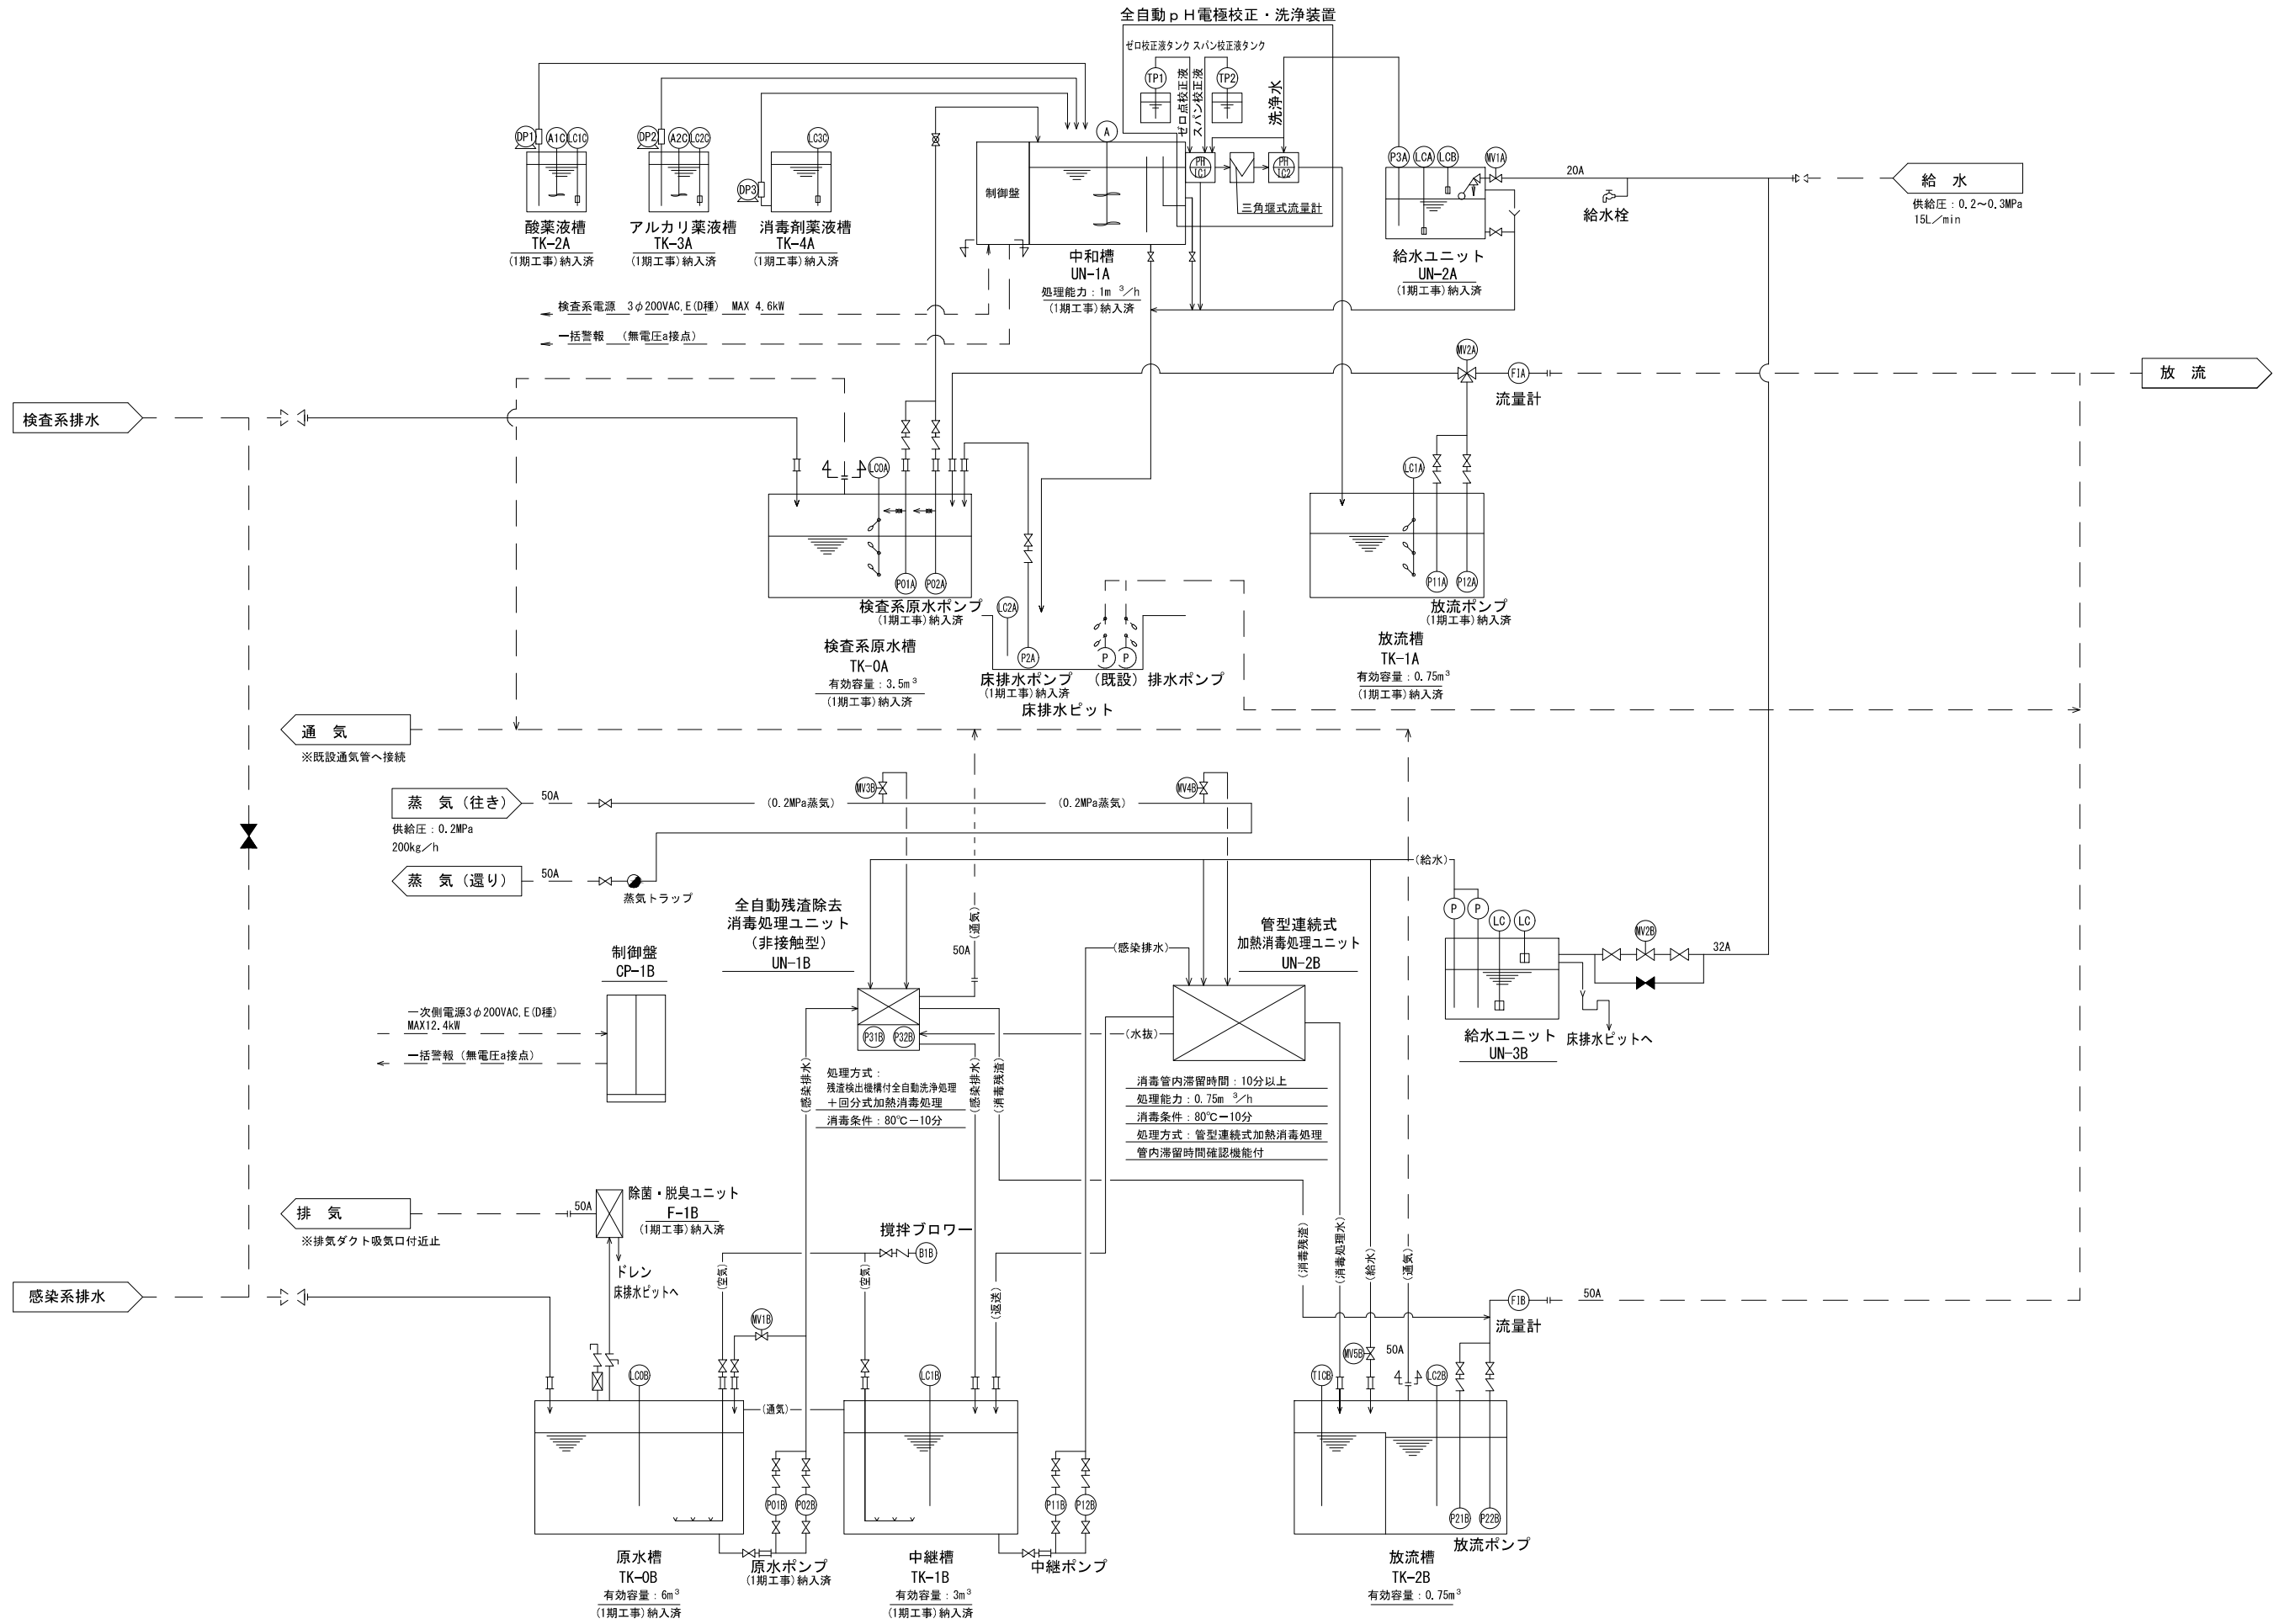 全自動pH電極校正・洗浄装置
ゼロ校正液タンク スパン校正液タンク
TP1
TP2
ゼロ点校正液
スパン校正液
洗浄水
DP1
A1C
LC1C
DP2
A2C
LC2C
DP3
LC3C
A
制御盤
PH
IC1
PH
IC2
三角堰式流量計
P3A
LCA
LCB
MV1A
20A
給水栓
給 水
供給圧：0.2～0.3MPa
15L／min
酸薬液槽
TK-2A
(1期工事)納入済
アルカリ薬液槽
TK-3A
(1期工事)納入済
消毒剤薬液槽
TK-4A
(1期工事)納入済
中和槽
UN-1A
処理能力：1m³／h
(1期工事)納入済
給水ユニット
UN-2A
(1期工事)納入済
検査系電源 3φ200VAC,E(D種) MAX 4.6kW
一括警報 (無電圧a接点)
MV2A
FIA
流量計
放 流
検査系排水
LC0A
P01A
P02A
検査系原水ポンプ
(1期工事)納入済
検査系原水槽
TK-0A
有効容量：3.5m³
(1期工事)納入済
LC2A
P2A
P
P
床排水ポンプ
(1期工事)納入済
(既設)排水ポンプ
床排水ピット
LC1A
P11A
P12A
放流ポンプ
(1期工事)納入済
放流槽
TK-1A
有効容量：0.75m³
(1期工事)納入済
通 気
※既設通気管へ接続
蒸 気(往き)
50A
供給圧：0.2MPa
200kg／h
(0.2MPa蒸気)
(0.2MPa蒸気)
MV3B
MV4B
蒸 気(還り)
50A
蒸気トラップ
(給水)
全自動残渣除去
消毒処理ユニット
(非接触型)
UN-1B
(通気)
50A
管型連続式
加熱消毒処理ユニット
UN-2B
(感染排水)
P
P
LC
LC
MV2B
32A
給水ユニット
UN-3B
床排水ピットへ
制御盤
CP-1B
一次側電源3φ200VAC,E(D種)
MAX12.4kW
一括警報(無電圧a接点)
P31B
P32B
(水抜)
(感染排水)
処理方式：
残渣検出機構付全自動洗浄処理
＋回分式加熱消毒処理
消毒条件：80℃－10分
(感染排水)
(消毒残渣)
消毒管内滞留時間：10分以上
処理能力：0.75m³／h
消毒条件：80℃－10分
処理方式：管型連続式加熱消毒処理
管内滞留時間確認機能付
排 気
※排気ダクト吸気口付近止
50A
除菌・脱臭ユニット
F-1B
(1期工事)納入済
ドレン
床排水ピットへ
撹拌ブロワー
B1B
(空気)
(空気)
(返送)
(消毒残渣)
(消毒処理水)
(給水)
(通気)
感染系排水
MV1B
LC0B
LC1B
(通気)
FIB
50A
流量計
MV5B
50A
TICB
LC2B
P01B
P02B
P11B
P12B
P21B
P22B
原水槽
TK-0B
有効容量：6m³
(1期工事)納入済
原水ポンプ
(1期工事)納入済
中継槽
TK-1B
有効容量：3m³
(1期工事)納入済
中継ポンプ
放流ポンプ
放流槽
TK-2B
有効容量：0.75m³